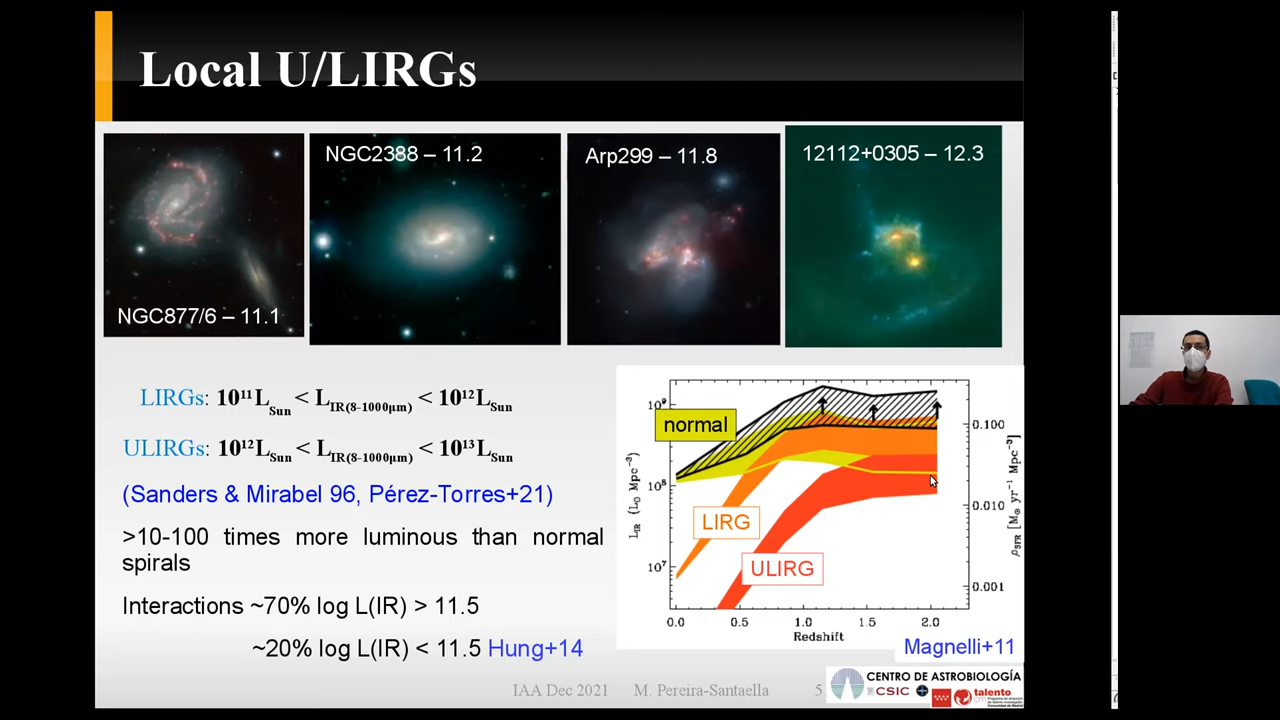 Local U/LIRGs
NGC877/6 – 11.1
NGC2388 – 11.2
Arp299 – 11.8
12112+0305 – 12.3
LIRGs: 10¹¹L_Sun < L_IR(8-1000μm) < 10¹²L_Sun
ULIRGs: 10¹²L_Sun < L_IR(8-1000μm) < 10¹³L_Sun
(Sanders & Mirabel 96, Pérez-Torres+21)
>10-100 times more luminous than normal
spirals
Interactions ~70% log L(IR) > 11.5
~20% log L(IR) < 11.5 Hung+14
normal
LIRG
ULIRG
10⁹
10⁸
10⁷
L_IR (L_⊙ Mpc⁻³)
0.100
0.010
0.001
ρ_SFR [M_⊙ yr⁻¹ Mpc⁻³]
0.0 0.5 1.0 1.5 2.0
Redshift
Magnelli+11
IAA Dec 2021 M. Pereira-Santaella 5
CENTRO DE ASTROBIOLOGÍA
CSIC
talento